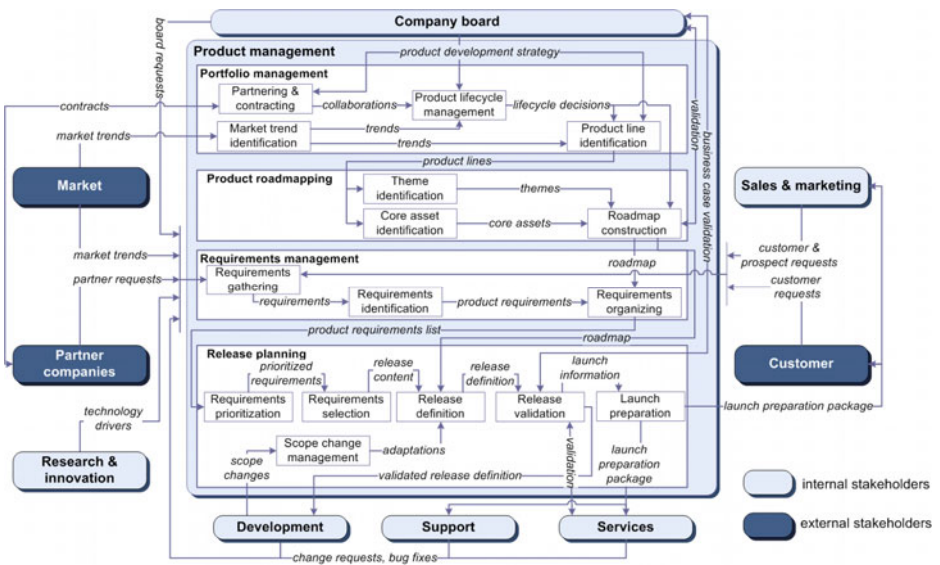 Company board
board requests
Product management
product development strategy
Portfolio management
Partnering &
contracting
collaborations
Product lifecycle
management
lifecycle decisions
contracts
market trends
Market trend
identification
trends
trends
Product line
identification
validation
business case validation
product lines
Market
Product roadmapping
Theme
identification
themes
Core asset
identification
core assets
Roadmap
construction
Sales & marketing
market trends
Requirements management
roadmap
customer &
prospect requests
partner requests
Requirements
gathering
customer
requests
requirements
Requirements
identification
product requirements
Requirements
organizing
product requirements list
roadmap
Partner
companies
Release planning
prioritized
requirements
release
content
release
definition
launch
information
Customer
Requirements
prioritization
Requirements
selection
Release
definition
Release
validation
Launch
preparation
launch preparation package
technology
drivers
Research &
innovation
scope
changes
Scope change
management
adaptations
validated release definition
validation
launch
preparation
package
internal stakeholders
external stakeholders
Development
Support
Services
change requests, bug fixes